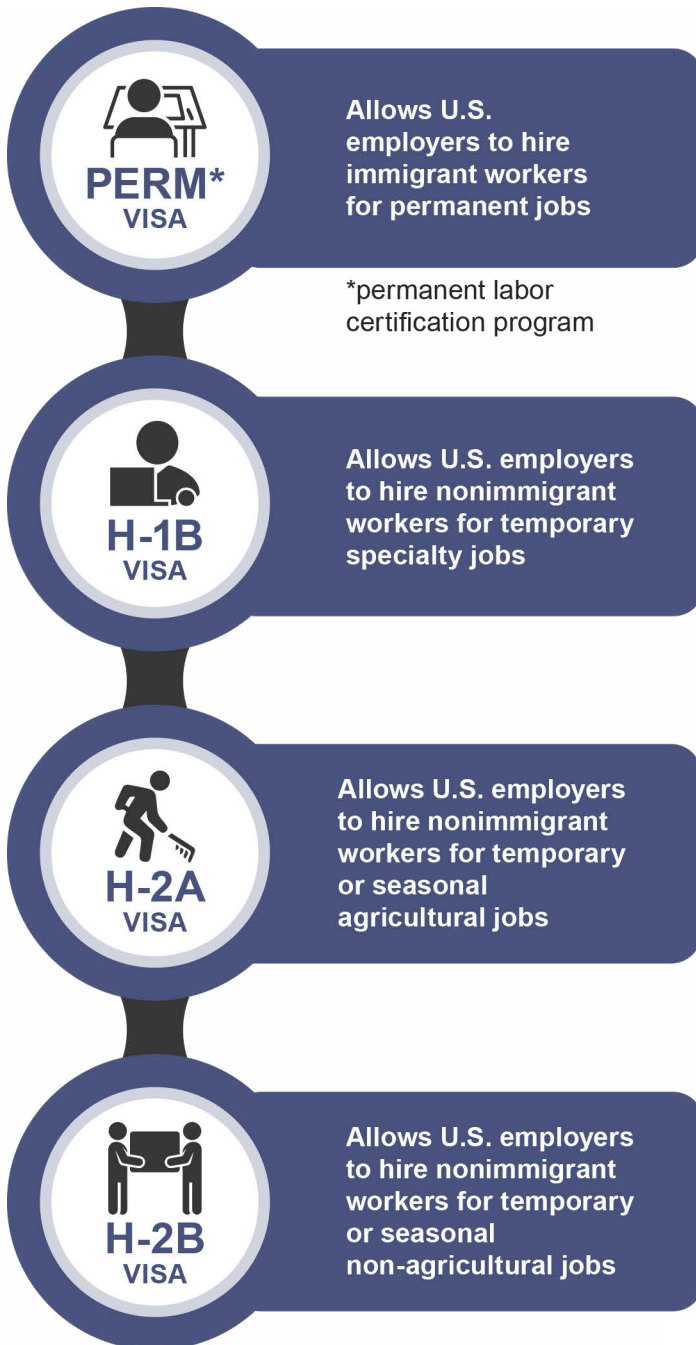 PERM*
VISA
Allows U.S.
employers to hire
immigrant workers
for permanent jobs
*permanent labor
certification program
H-1B
VISA
Allows U.S. employers
to hire nonimmigrant
workers for temporary
specialty jobs
H-2A
VISA
Allows U.S. employers
to hire nonimmigrant
workers for temporary
or seasonal
agricultural jobs
H-2B
VISA
Allows U.S. employers
to hire nonimmigrant
workers for temporary
or seasonal
non-agricultural jobs